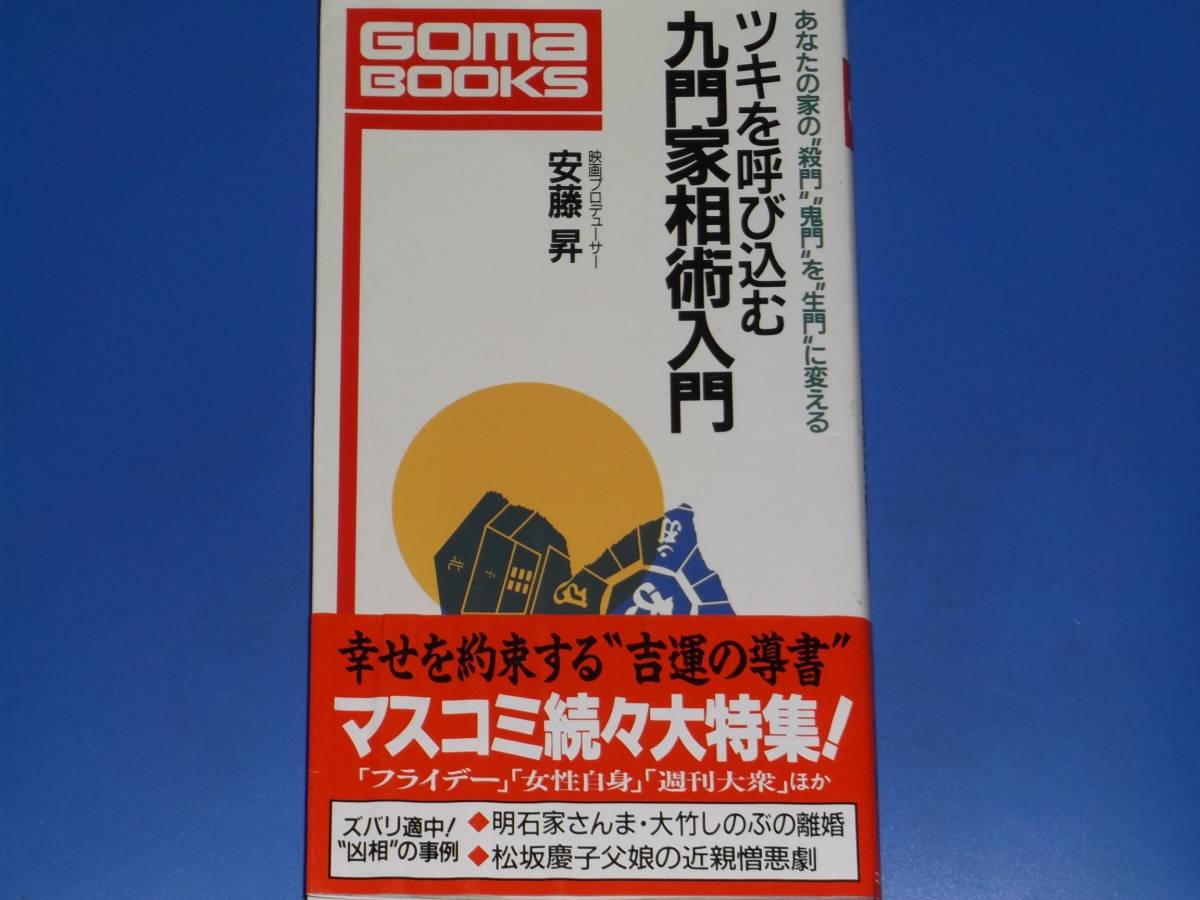 GOMA
BOOKS
あなたの家の"殺門""鬼門"を"生門"に変える
ツキを呼び込む
九門家相術入門
映画プロデューサー
安藤 昇
北
子
幸せを約束する"吉運の導書"
マスコミ続々大特集!
「フライデー」「女性自身」「週刊大衆」ほか
ズバリ適中!
"凶相"の事例
◆明石家さんま・大竹しのぶの離婚
◆松坂慶子父娘の近親憎悪劇